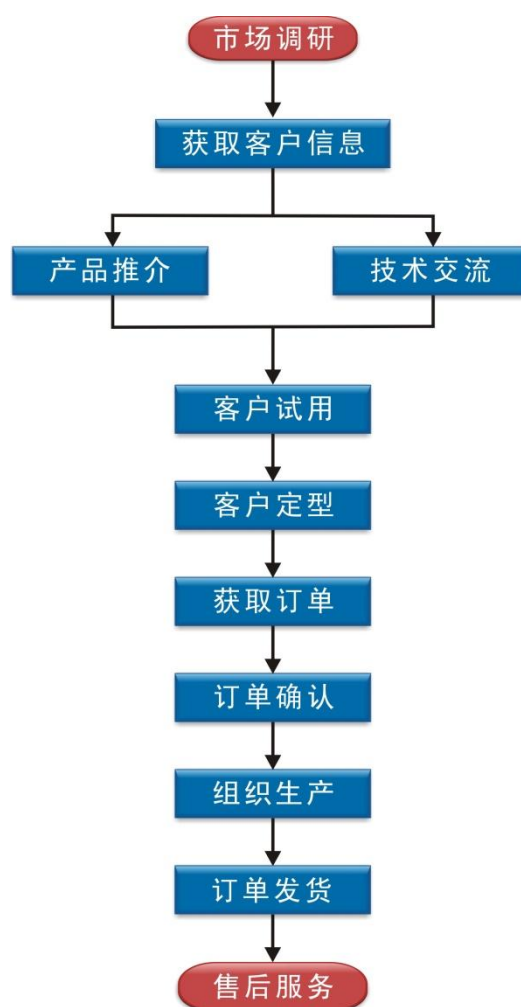 市场调研
获取客户信息
产品推介
技术交流
客户试用
客户定型
获取订单
订单确认
组织生产
订单发货
售后服务